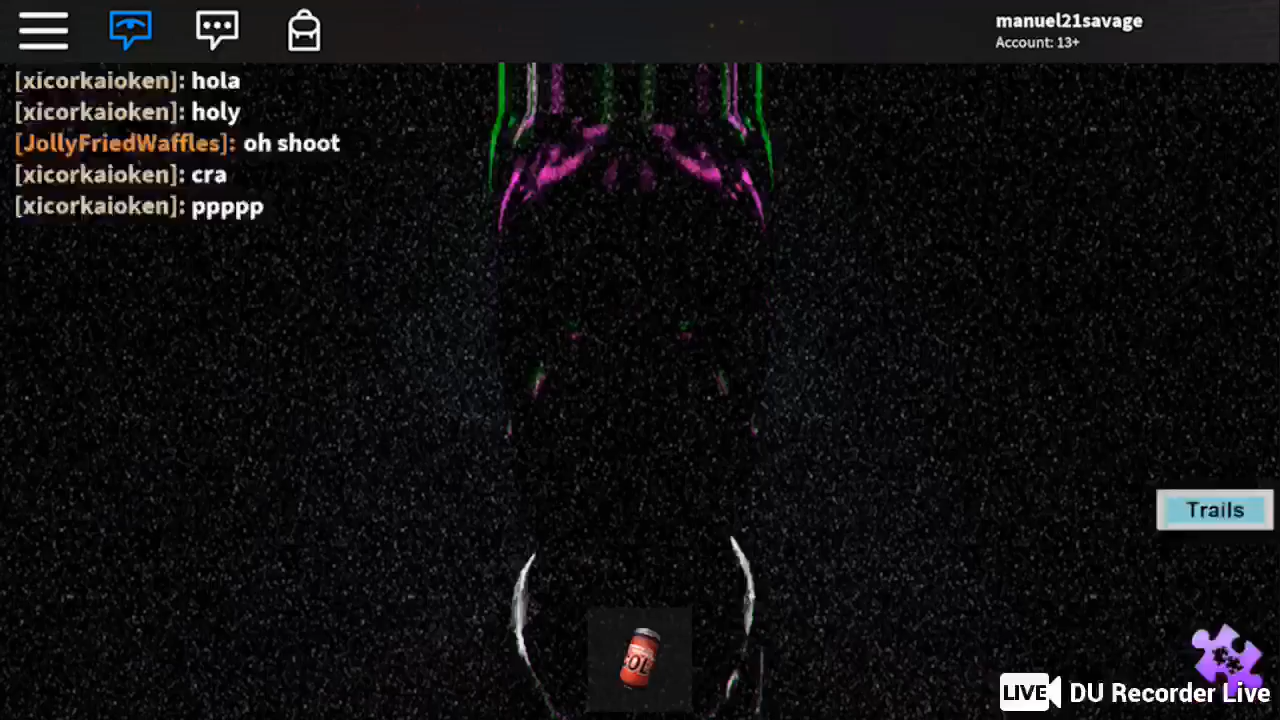 manuel21savage
Account: 13+
[xicorkaioken]: hola
[xicorkaioken]: holy
[JollyFriedWaffles]: oh shoot
[xicorkaioken]: cra
[xicorkaioken]: ppppp
Trails
LIVE DU Recorder Live